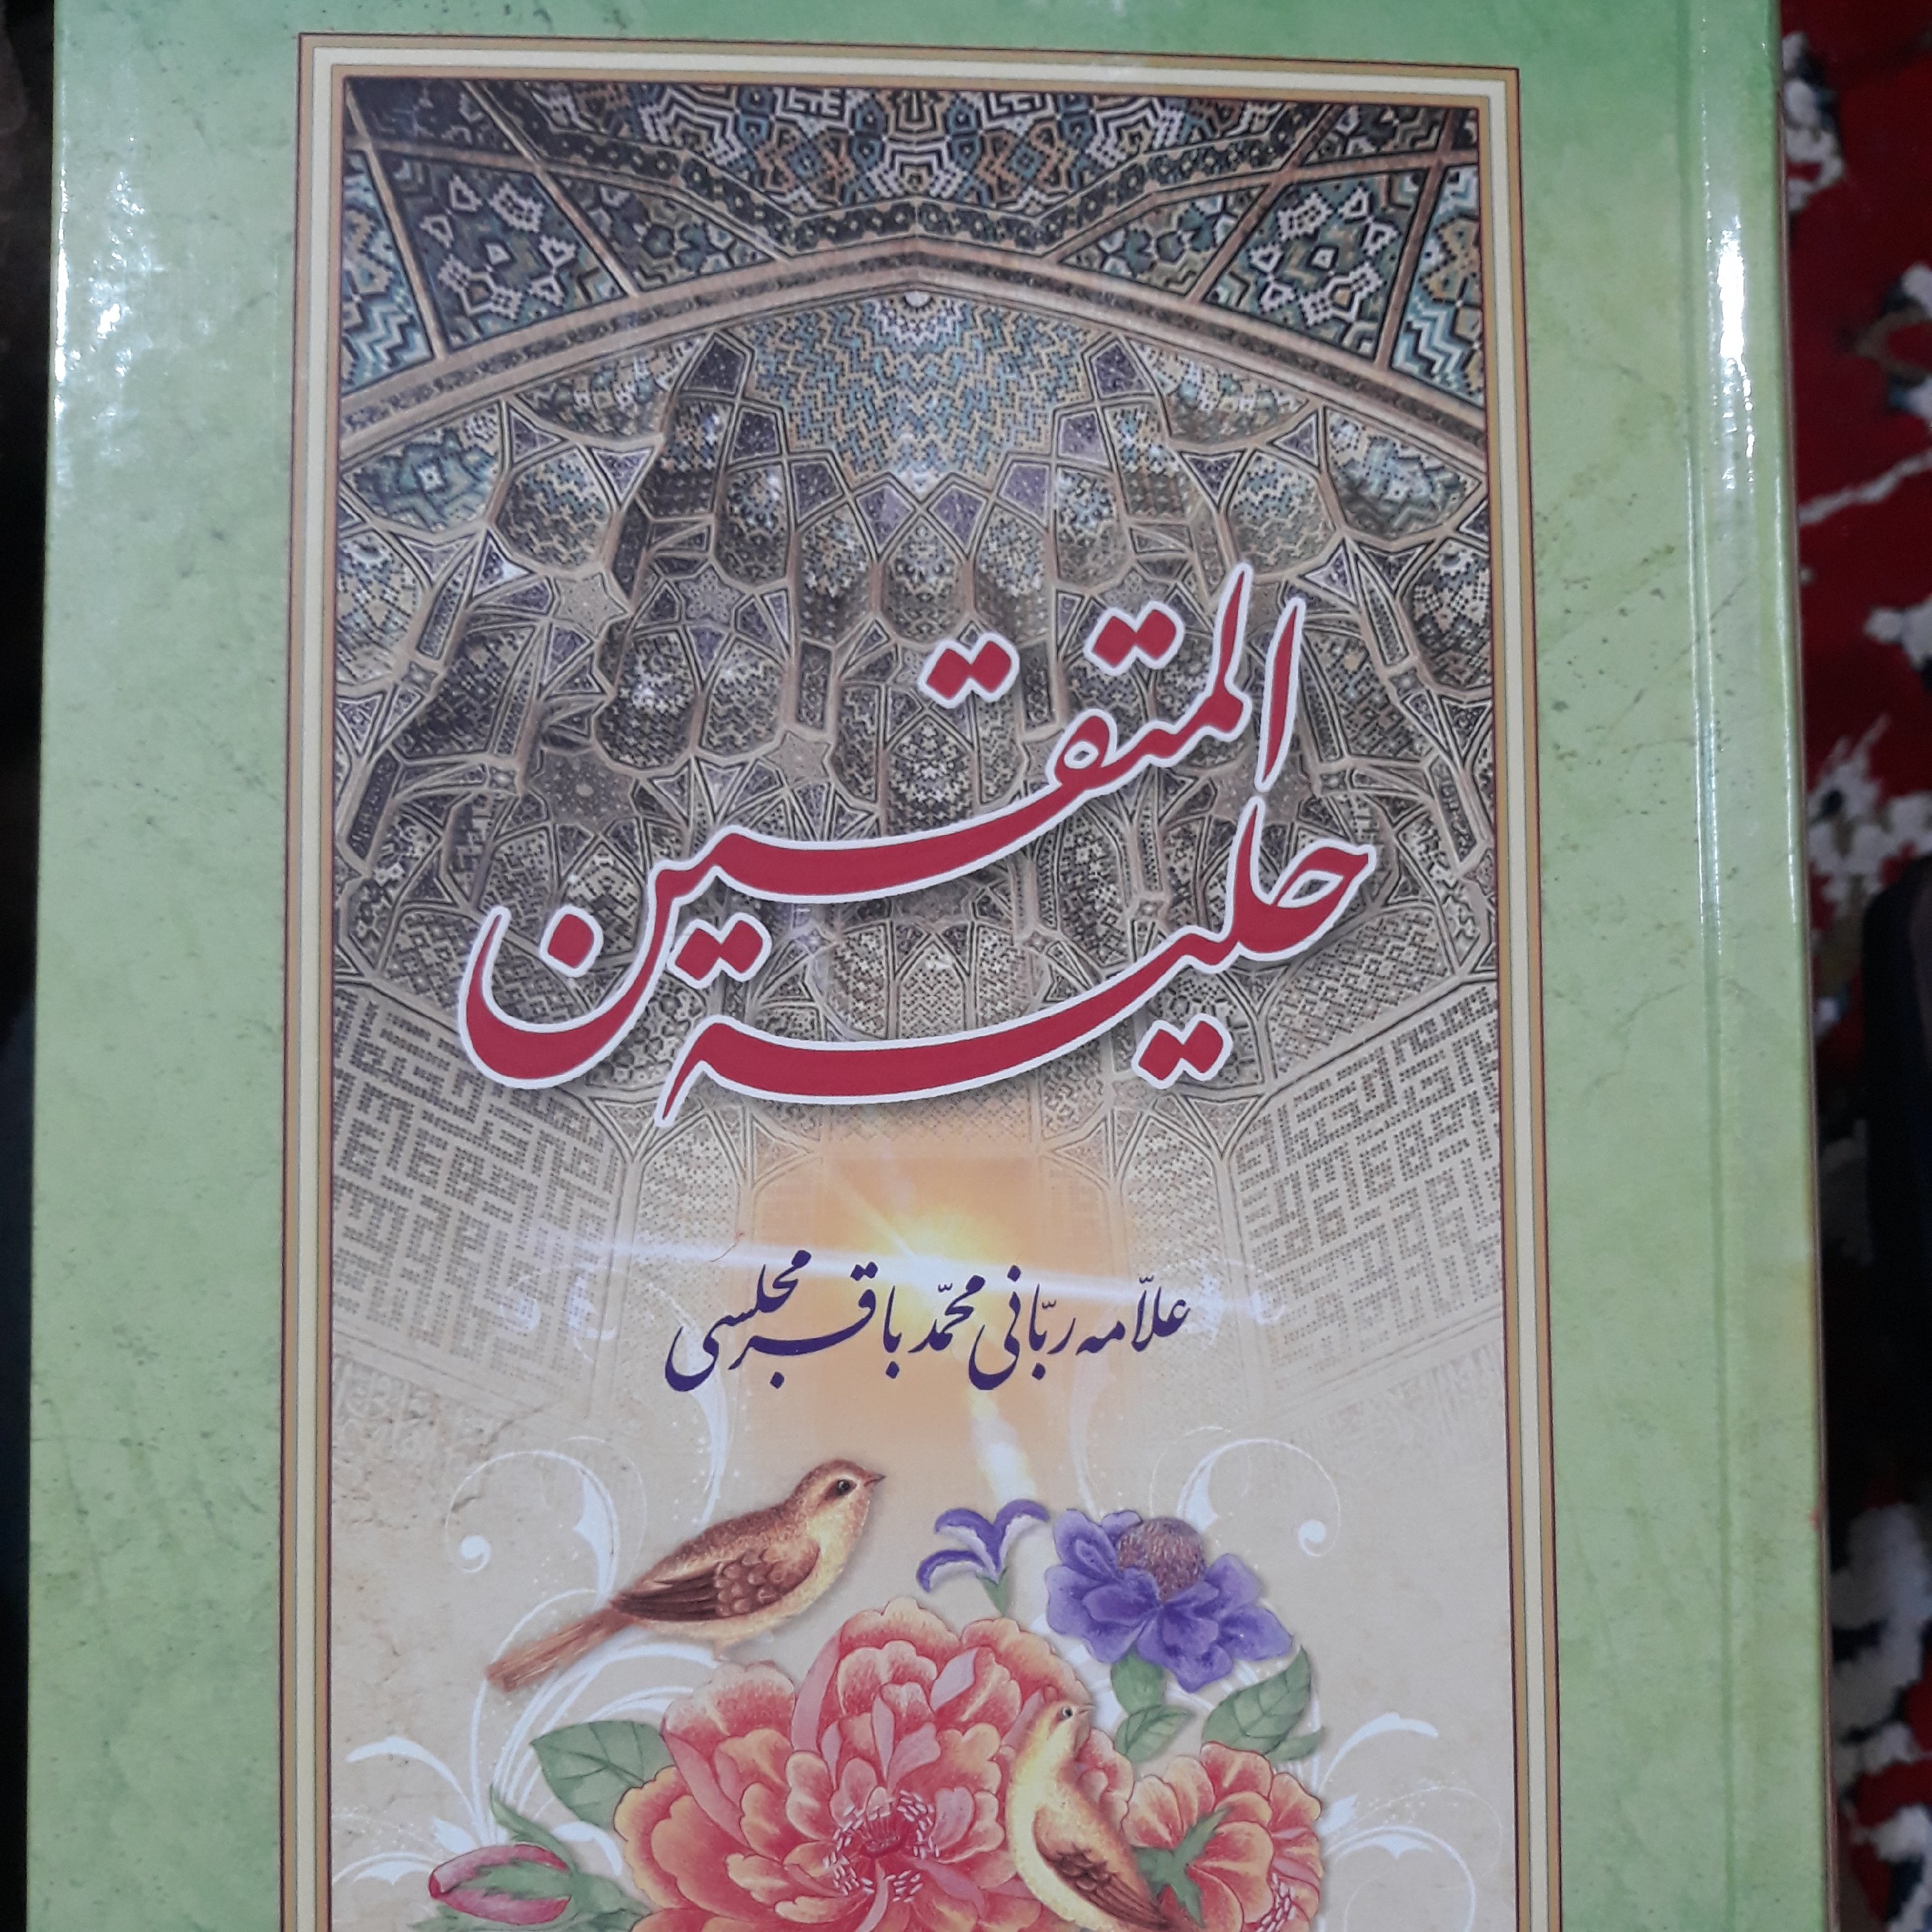 حلیة المتقین
علّامه ربّانی محمّد باقر مجلسی